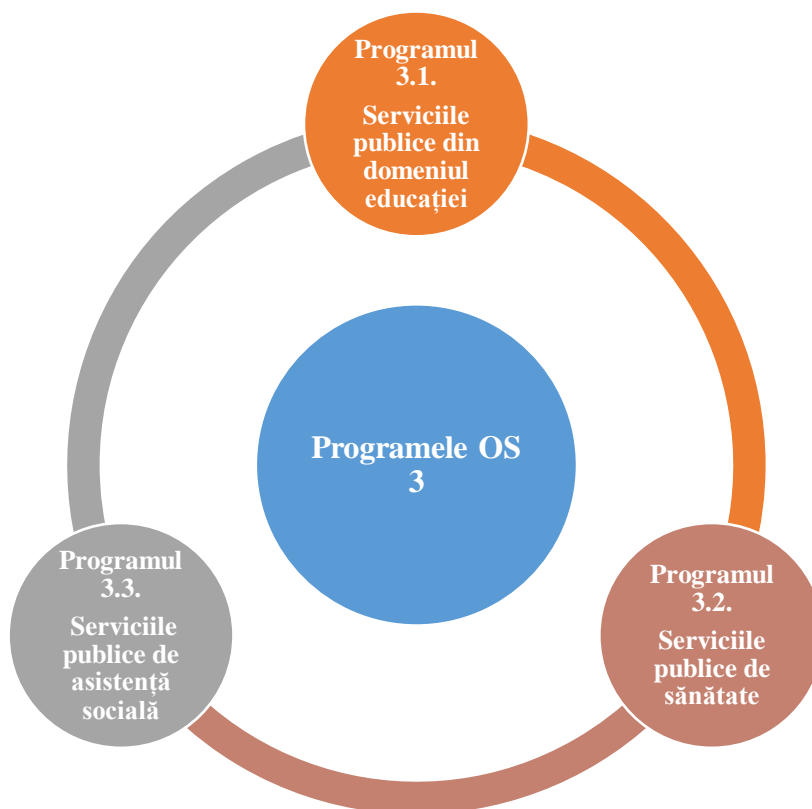 Programul
3.1.
Serviciile
publice din
domeniul
educației
Programele OS
3
Programul
3.3.
Serviciile
publice de
asistență
socială
Programul
3.2.
Serviciile
publice de
sănătate